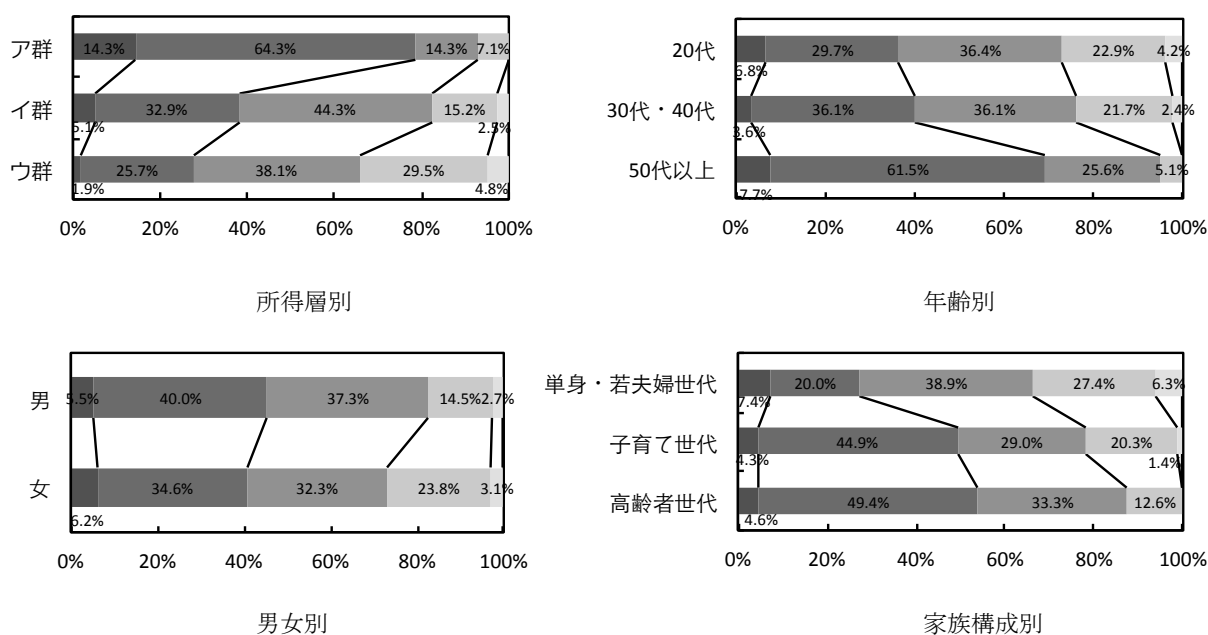 ア群 14.3% 64.3% 14.3% 7.1%
イ群 5.1% 32.9% 44.3% 15.2% 2.5%
ウ群 1.9% 25.7% 38.1% 29.5% 4.8%
0% 20% 40% 60% 80% 100%
所得層別
20代 6.8% 29.7% 36.4% 22.9% 4.2%
30代・40代 3.6% 36.1% 36.1% 21.7% 2.4%
50代以上 7.7% 61.5% 25.6% 5.1%
0% 20% 40% 60% 80% 100%
年齢別
男 5.5% 40.0% 37.3% 14.5% 2.7%
女 6.2% 34.6% 32.3% 23.8% 3.1%
0% 20% 40% 60% 80% 100%
男女別
単身・若夫婦世代 7.4% 20.0% 38.9% 27.4% 6.3%
子育て世代 4.3% 44.9% 29.0% 20.3% 1.4%
高齢者世代 4.6% 49.4% 33.3% 12.6%
0% 20% 40% 60% 80% 100%
家族構成別